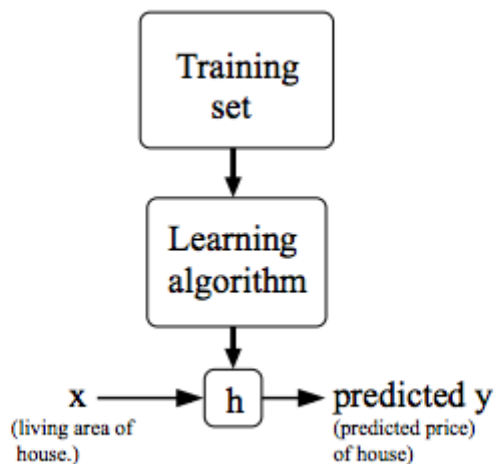 Training
set
Learning
algorithm
x
h
predicted y
(living area of
house.)
(predicted price)
of house)